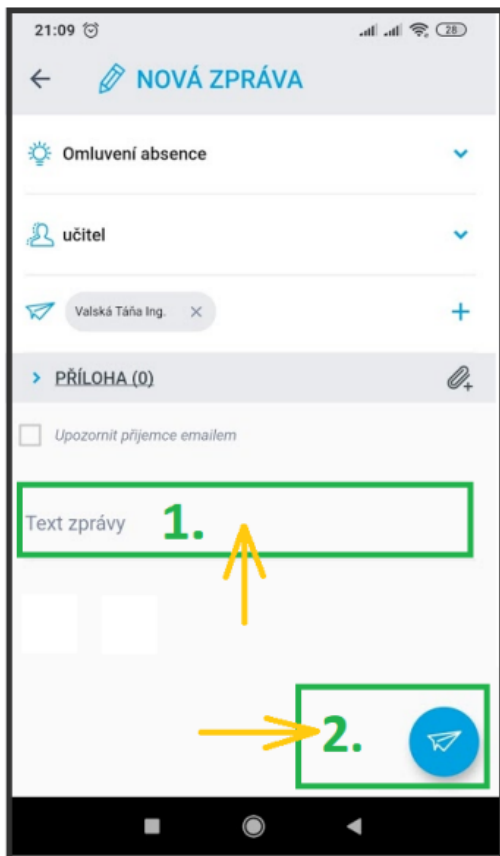 21:09 28
NOVÁ ZPRÁVA
Omluvení absence
učitel
Valská Táňa Ing.
PŘÍLOHA (0)
Upozornit příjemce emailem
Text zprávy 1.
2.